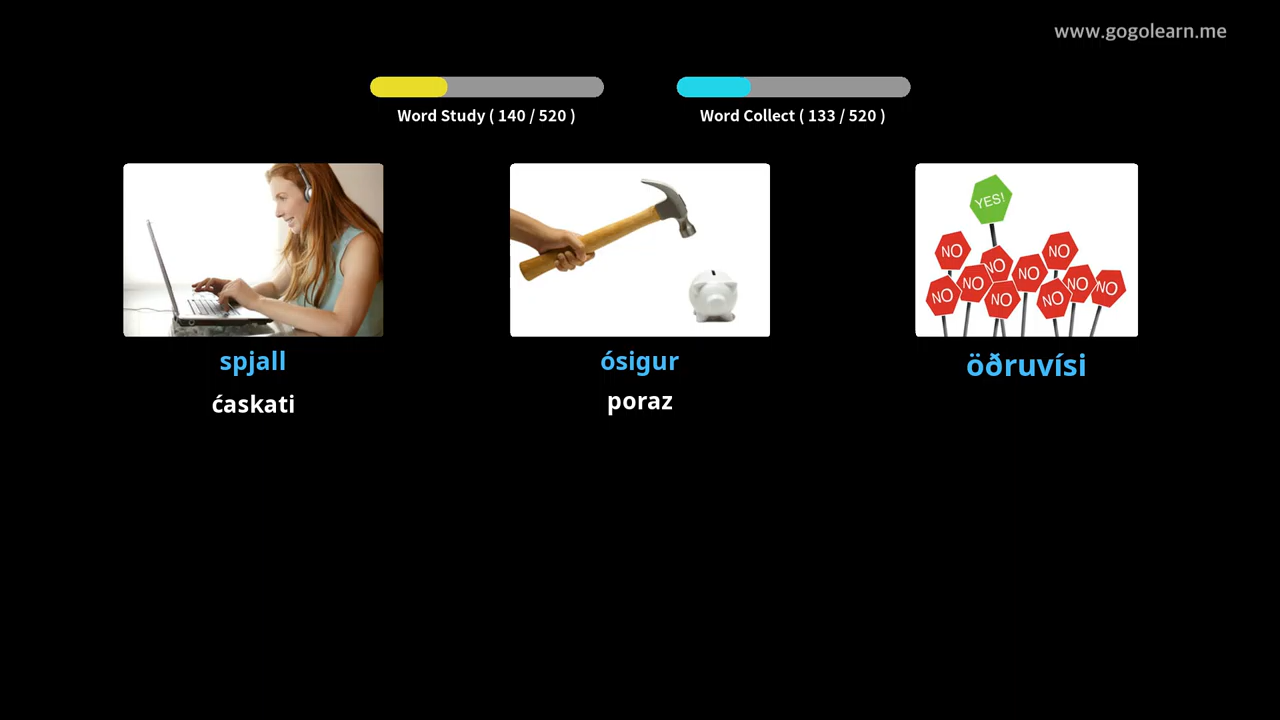 www.gogolearn.me
Word Study ( 140 / 520 )
Word Collect ( 133 / 520 )
YES!
NO
NO
NO
NO
NO
NO
NO
NO
NO
NO
spjall
ósigur
öðruvísi
ćaskati
poraz